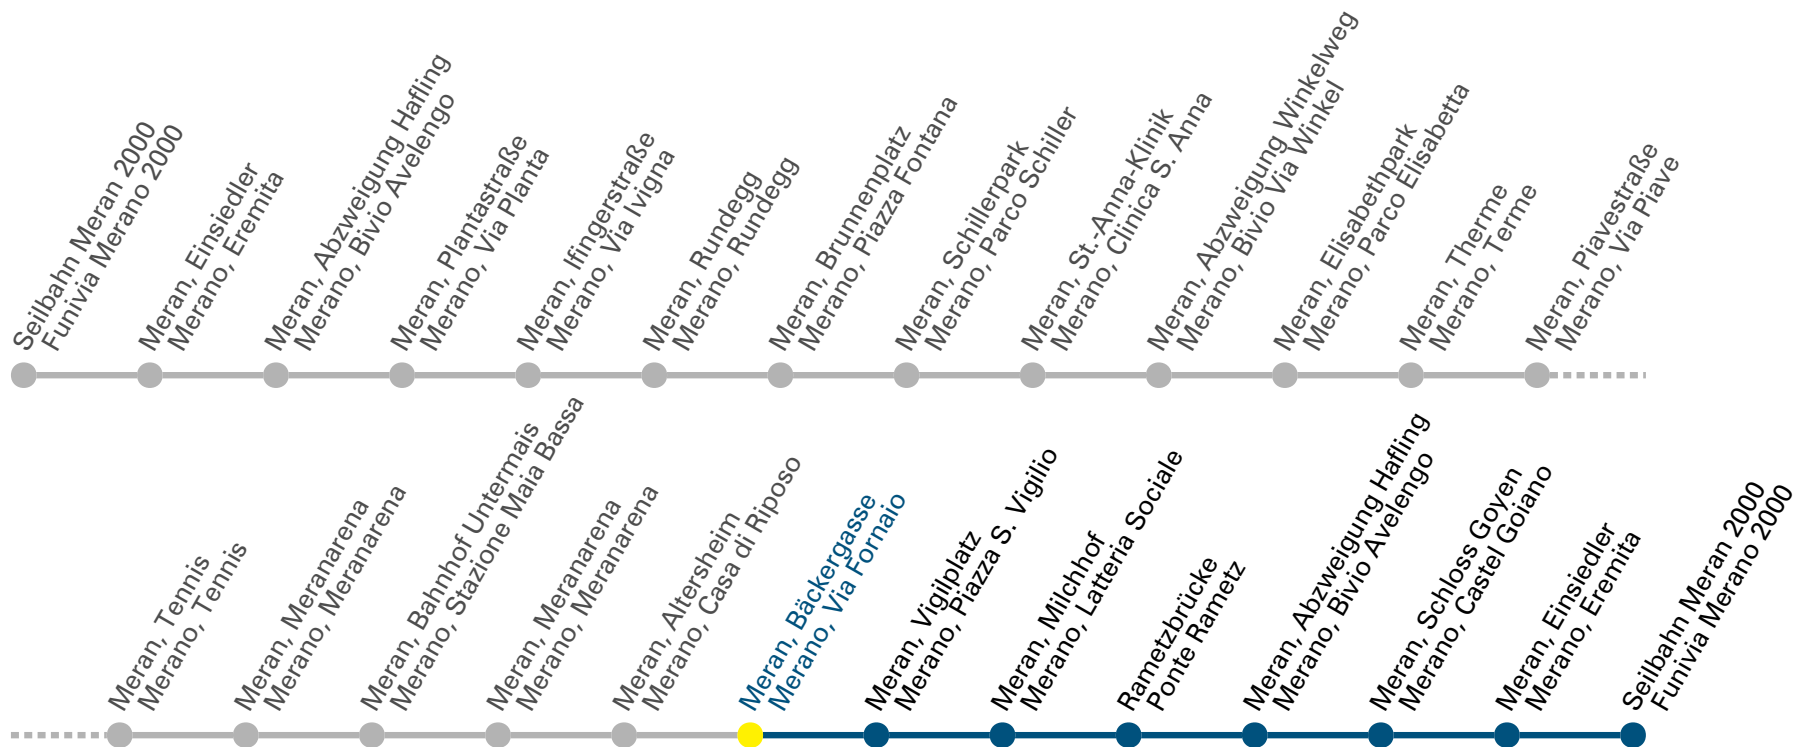 Seilbahn Meran 2000
Funivia Merano 2000
Meran, Einsiedler
Merano, Eremita
Meran, Abzweigung Hafling
Merano, Bivio Avelengo
Meran, Plantastraße
Merano, Via Planta
Meran, Ifingerstraße
Merano, Via Ivigna
Meran, Rundegg
Merano, Rundegg
Meran, Brunnenplatz
Merano, Piazza Fontana
Meran, Schillerpark
Merano, Parco Schiller
Meran, St.-Anna-Klinik
Merano, Clinica S. Anna
Meran, Abzweigung Winkelweg
Merano, Bivio Via Winkel
Meran, Elisabethpark
Merano, Parco Elisabetta
Meran, Therme
Merano, Terme
Meran, Piavestraße
Merano, Via Piave
Meran, Tennis
Merano, Tennis
Meran, Meranarena
Merano, Meranarena
Meran, Bahnhof Untermais
Merano, Stazione Maia Bassa
Meran, Meranarena
Merano, Meranarena
Meran, Altersheim
Merano, Casa di Riposo
Meran, Bäckergasse
Merano, Via Fornaio
Meran, Vigilplatz
Merano, Piazza S. Vigilio
Meran, Milchhof
Merano, Latteria Sociale
Rametzbrücke
Ponte Rametz
Meran, Abzweigung Hafling
Merano, Bivio Avelengo
Meran, Schloss Goyen
Merano, Castel Goiano
Meran, Einsiedler
Merano, Eremita
Seilbahn Meran 2000
Funivia Merano 2000